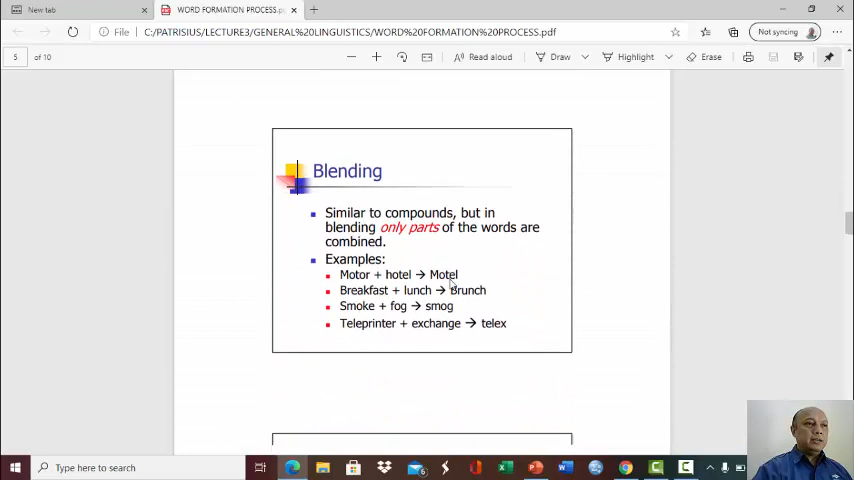 New tab
WORD FORMATION PROCESS.p
File
C:/PATRISIUS/LECTURE3/GENERAL%20LINGUISTICS/WORD%20FORMATION%20PROCESS.pdf
Not syncing
5 of 10
Read aloud
Draw
Highlight
Erase
Blending
Similar to compounds, but in
blending only parts of the words are
combined.
Examples:
Motor + hotel → Motel
Breakfast + lunch → Brunch
Smoke + fog → smog
Teleprinter + exchange → telex
Type here to search